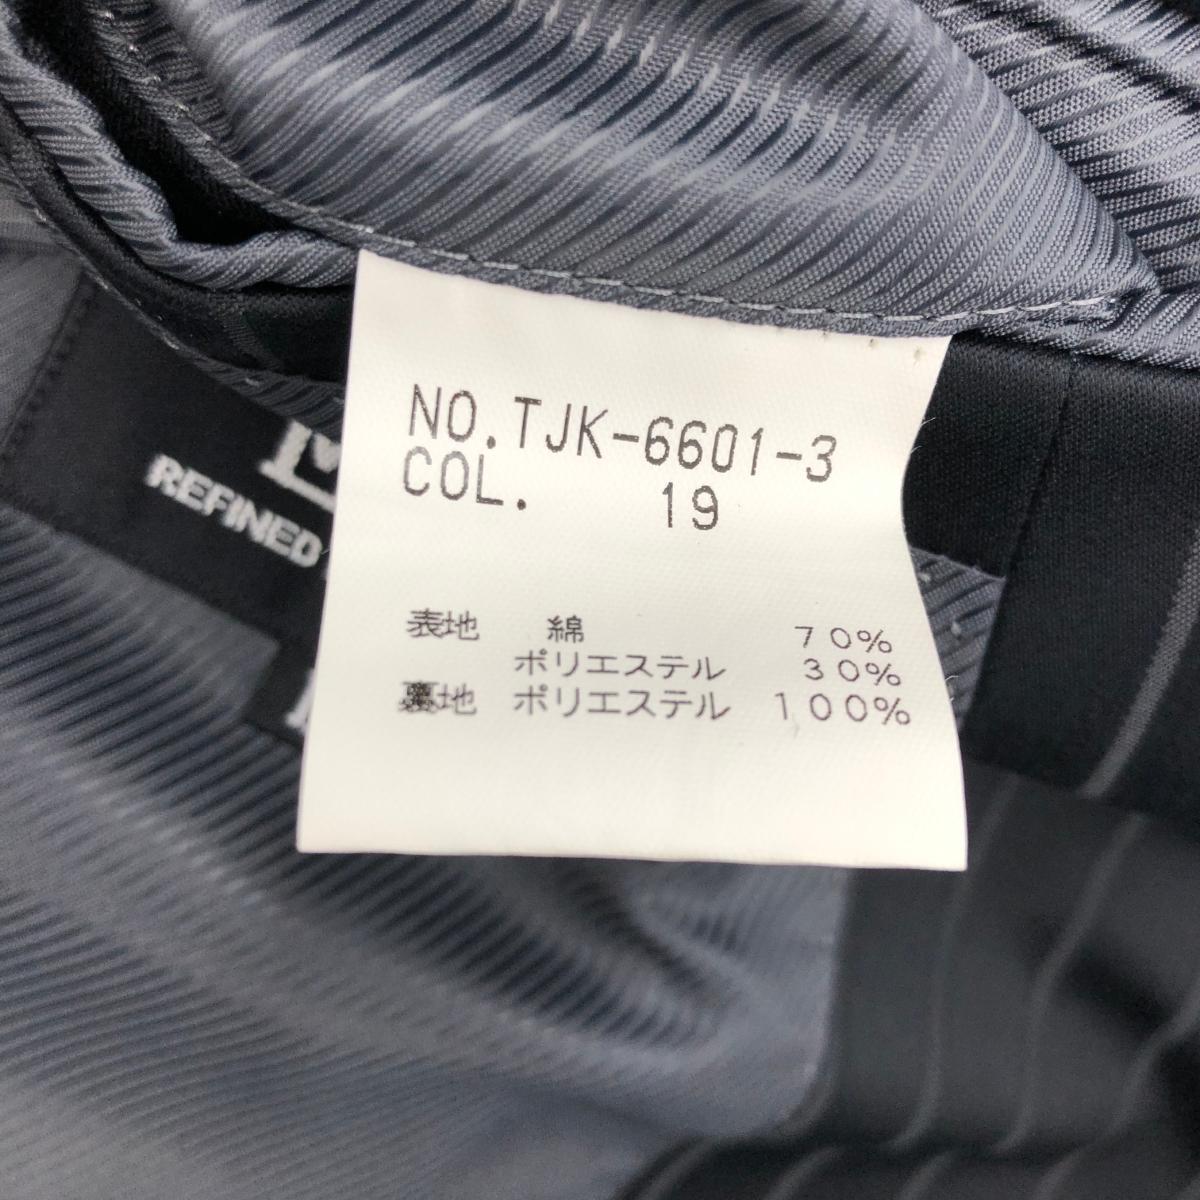 NO.TJK-6601-3
COL. 19
表地 綿 70%
ポリエステル 30%
裏地 ポリエステル 100%
REFINED